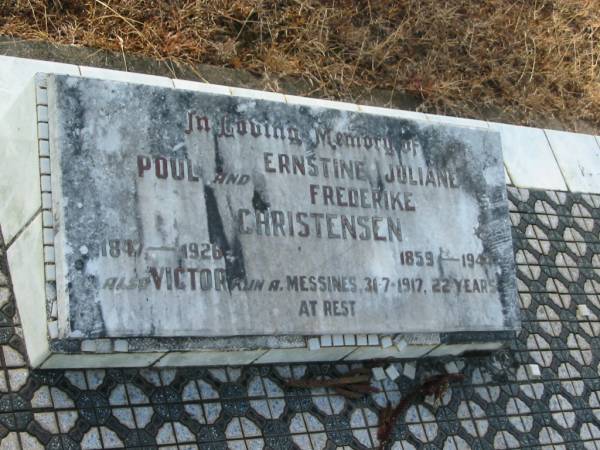 In Loving Memory of
POUL AND ERNSTINE JULIANE
FREDERIKE
CHRISTENSEN
1859
ALSO VICTOR K IN A. MESSINES, 31-7-1917, 22 YEARS
AT REST